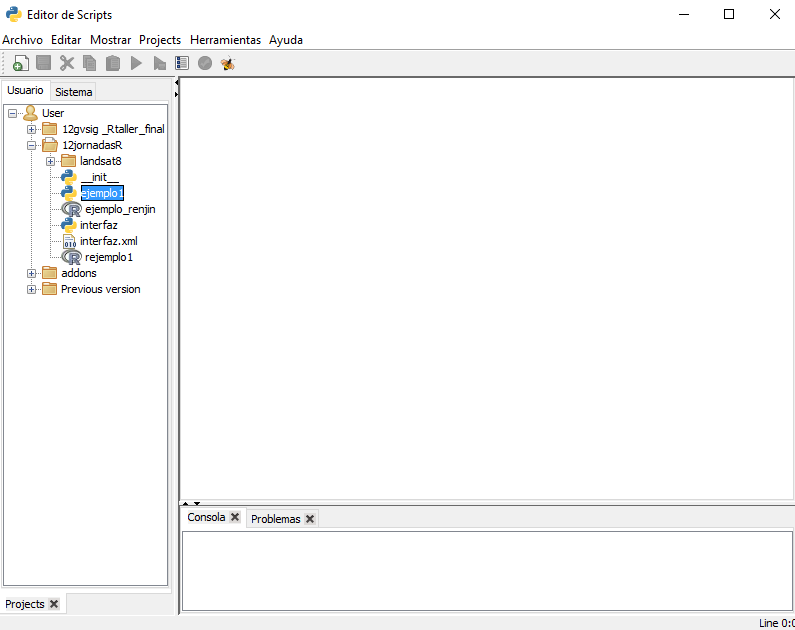 Editor de Scripts
Archivo Editar Mostrar Projects Herramientas Ayuda
Usuario Sistema
User
12gvsig _Rtaller_final
12jornadasR
landsat8
__init__
ejemplo1
ejemplo_renjin
interfaz
interfaz.xml
rejemplo1
addons
Previous version
Consola Problemas
Projects
Line 0:0